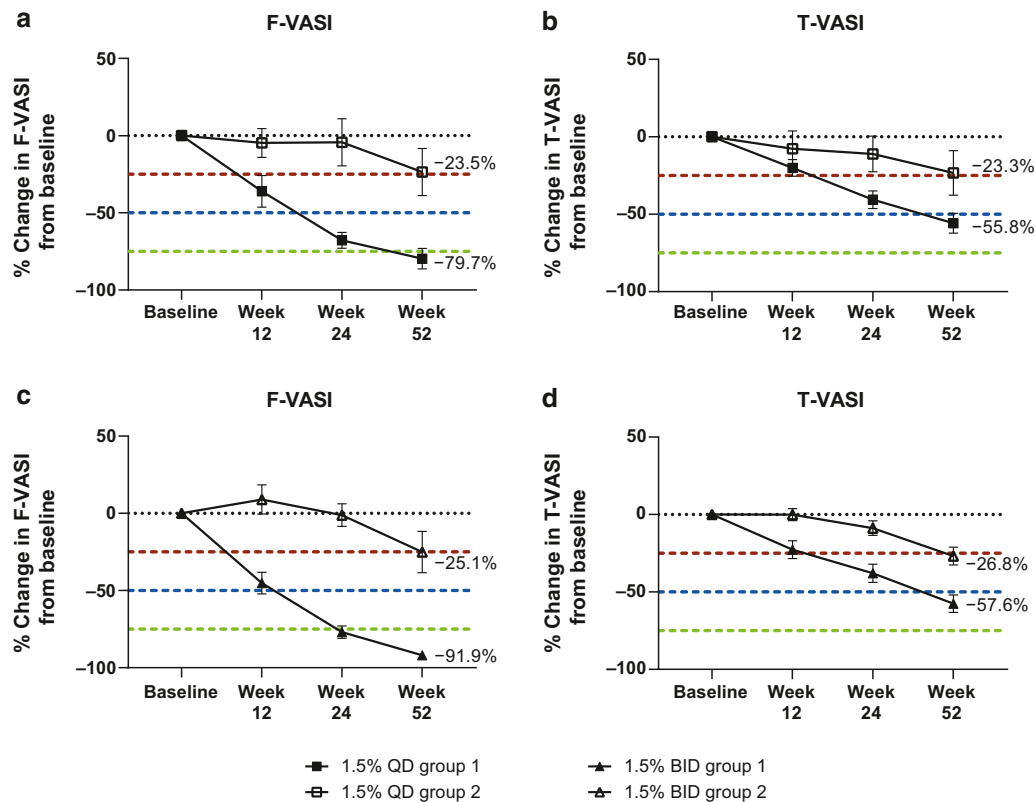 a
F-VASI
% Change in F-VASI
from baseline
50
0
–50
–100
−23.5%
−79.7%
Baseline
Week
12
Week
24
Week
52
b
T-VASI
% Change in T-VASI
from baseline
50
0
–50
–100
−23.3%
−55.8%
Baseline
Week
12
Week
24
Week
52
c
F-VASI
% Change in F-VASI
from baseline
50
0
–50
–100
−25.1%
−91.9%
Baseline
Week
12
Week
24
Week
52
d
T-VASI
% Change in T-VASI
from baseline
50
0
–50
–100
−26.8%
−57.6%
Baseline
Week
12
Week
24
Week
52
1.5% QD group 1
1.5% QD group 2
1.5% BID group 1
1.5% BID group 2